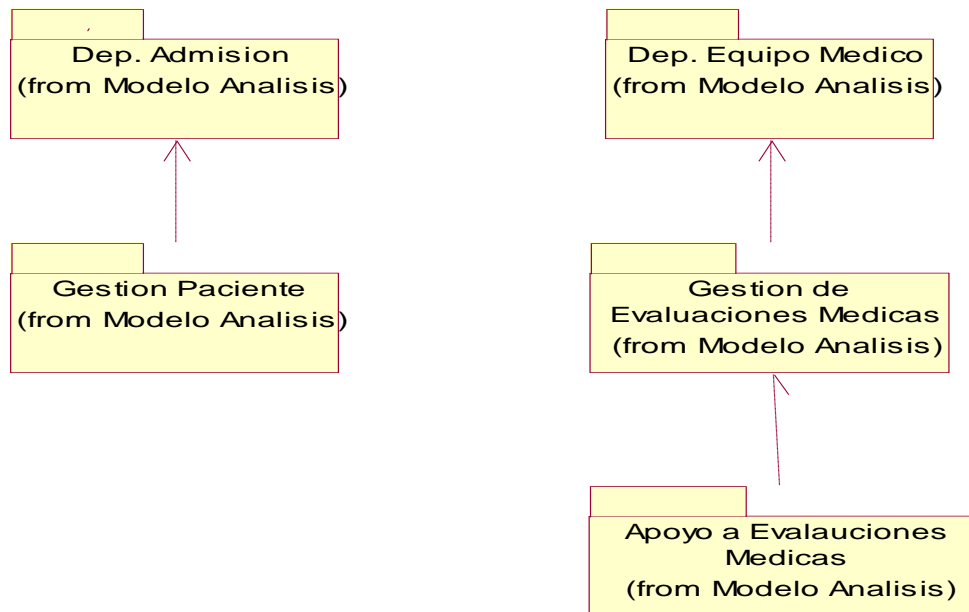 Dep. Admision
(from Modelo Analisis)
Dep. Equipo Medico
(from Modelo Analisis)
Gestion Paciente
(from Modelo Analisis)
Gestion de
Evaluaciones Medicas
(from Modelo Analisis)
Apoyo a Evalauciones
Medicas
(from Modelo Analisis)